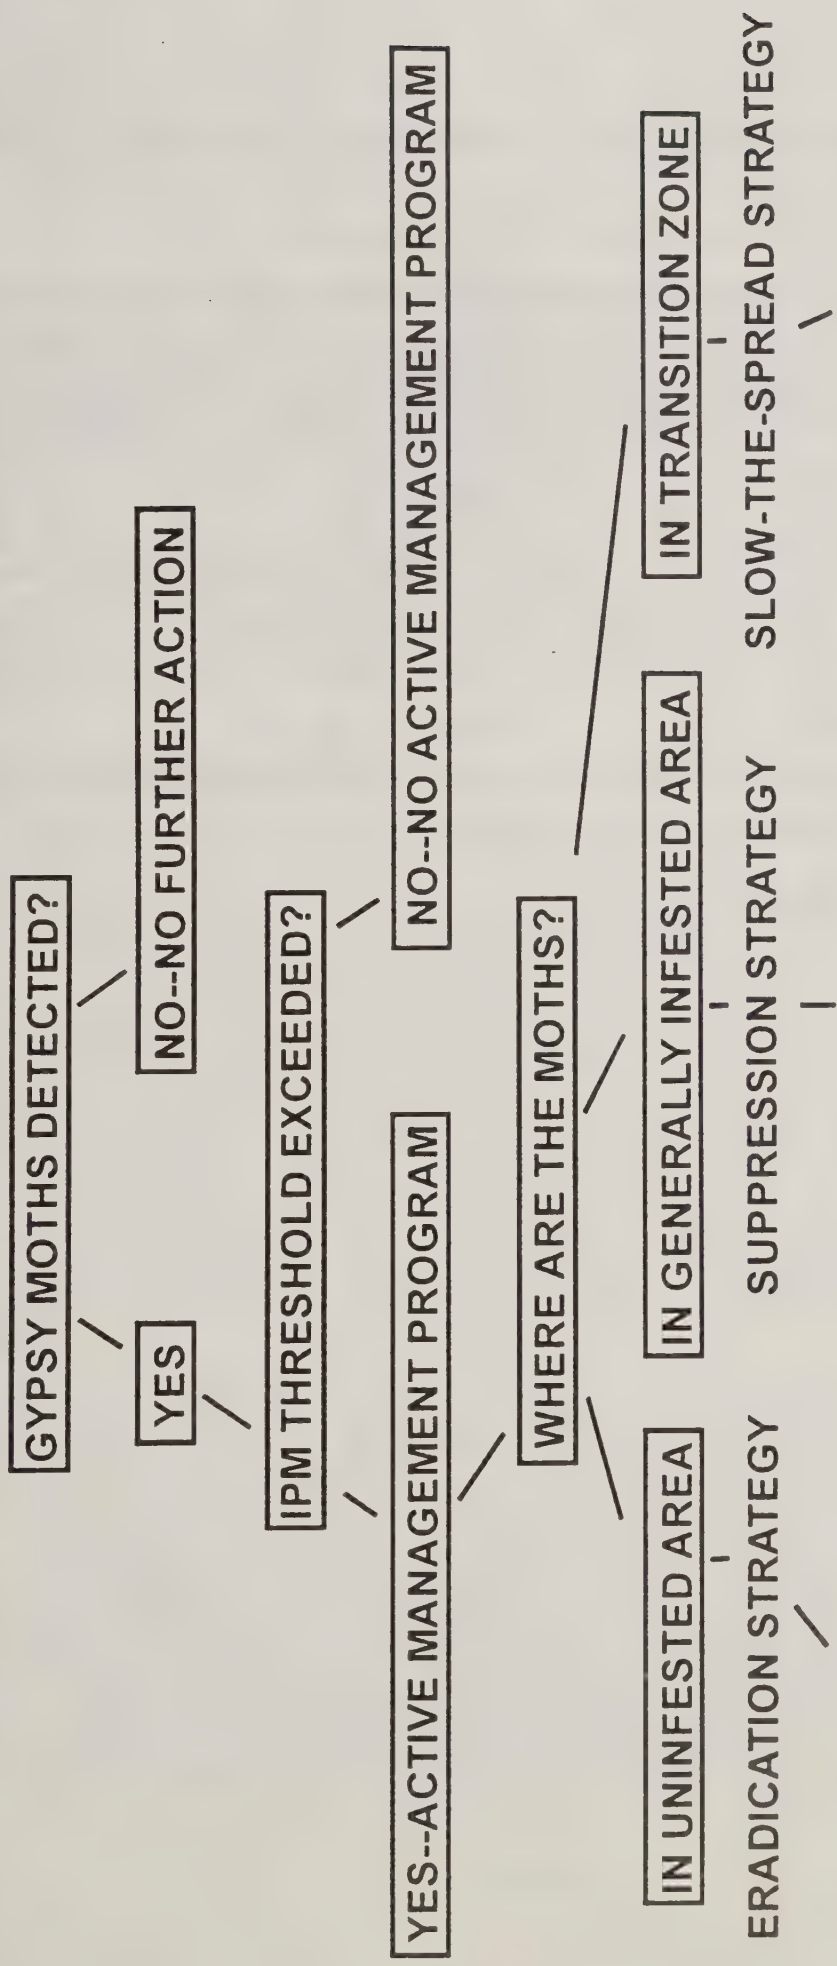 GYPSY MOTHS DETECTED?
YES
NO--NO FURTHER ACTION
IPM THRESHOLD EXCEEDED?
YES--ACTIVE MANAGEMENT PROGRAM
NO--NO ACTIVE MANAGEMENT PROGRAM
WHERE ARE THE MOTHS?
IN UNINFESTED AREA
IN GENERALLY INFESTED AREA
IN TRANSITION ZONE
ERADICATION STRATEGY
SUPPRESSION STRATEGY
SLOW-THE-SPREAD STRATEGY